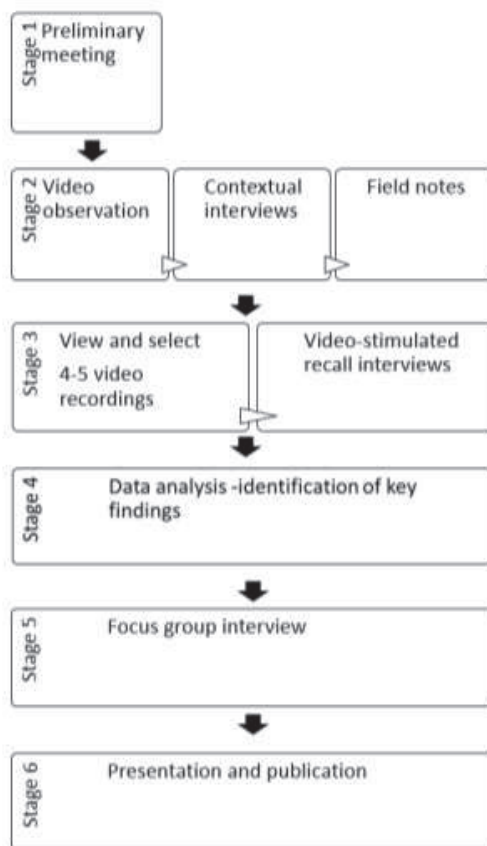 Stage 1
Preliminary
meeting
Stage 2
Video
observation
Contextual
interviews
Field notes
Stage 3
View and select
4-5 video
recordings
Video-stimulated
recall interviews
Stage 4
Data analysis -identification of key
findings
Stage 5
Focus group interview
Stage 6
Presentation and publication